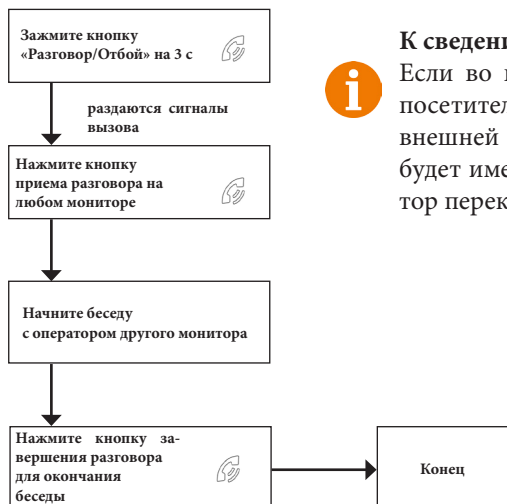 Зажмите кнопку
«Разговор/Отбой» на 3 с
раздаются сигналы
вызова
Нажмите кнопку
приема разговора на
любом мониторе
Начните беседу
с оператором другого монитора
Нажмите кнопку за-
вершения разговора
для окончания
беседы
Конец
К сведени
Если во
посетител
внешней
будет име
тор перек